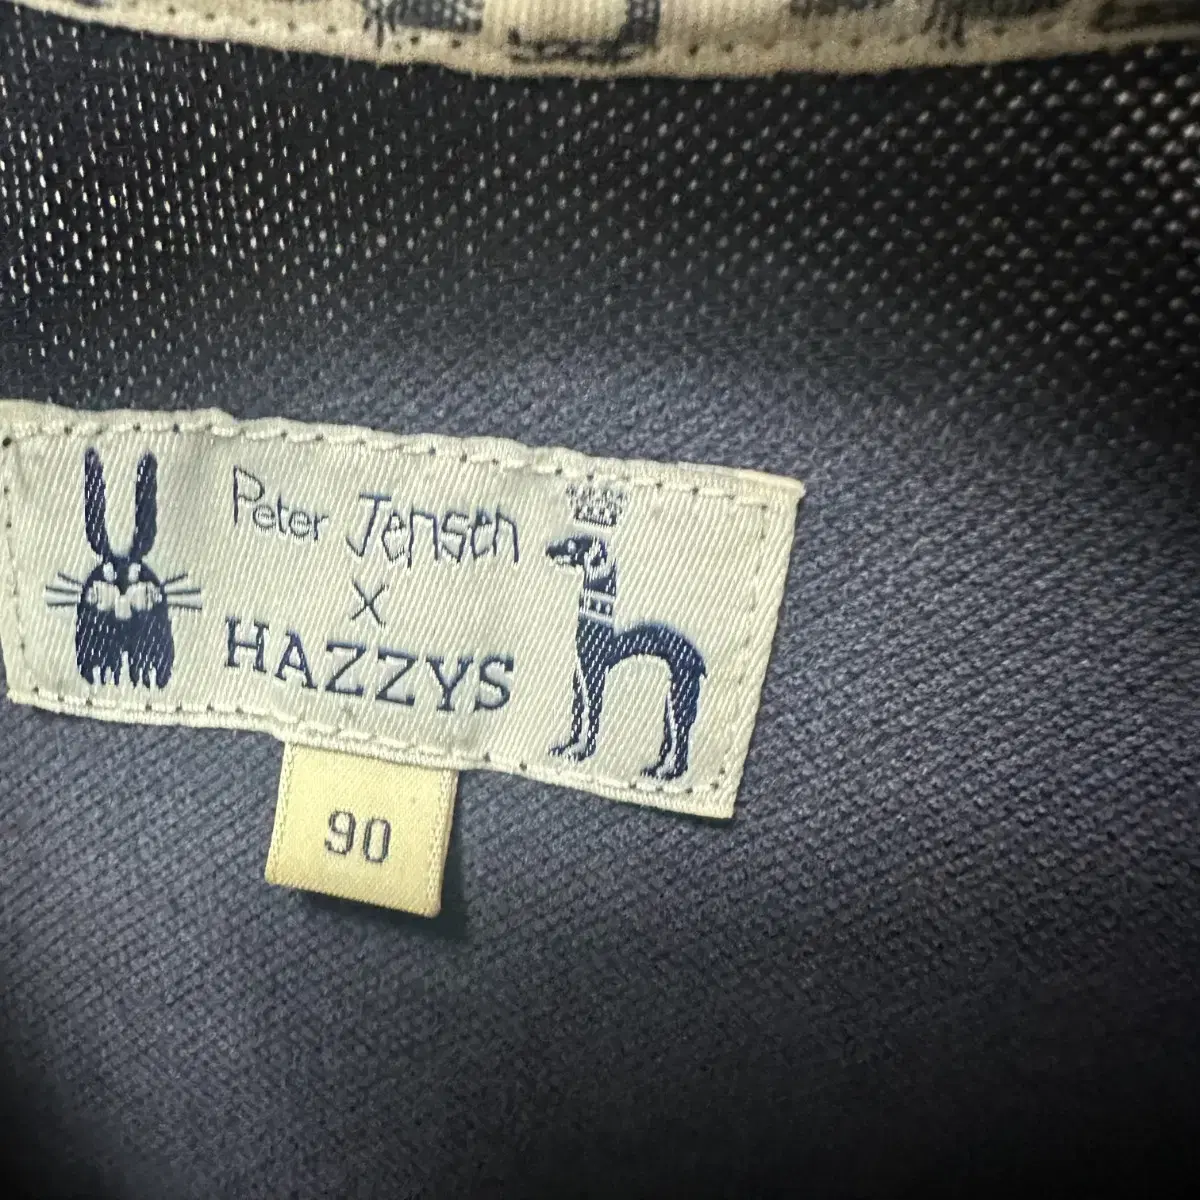 Peter Jensen
X
HAZZYS
90